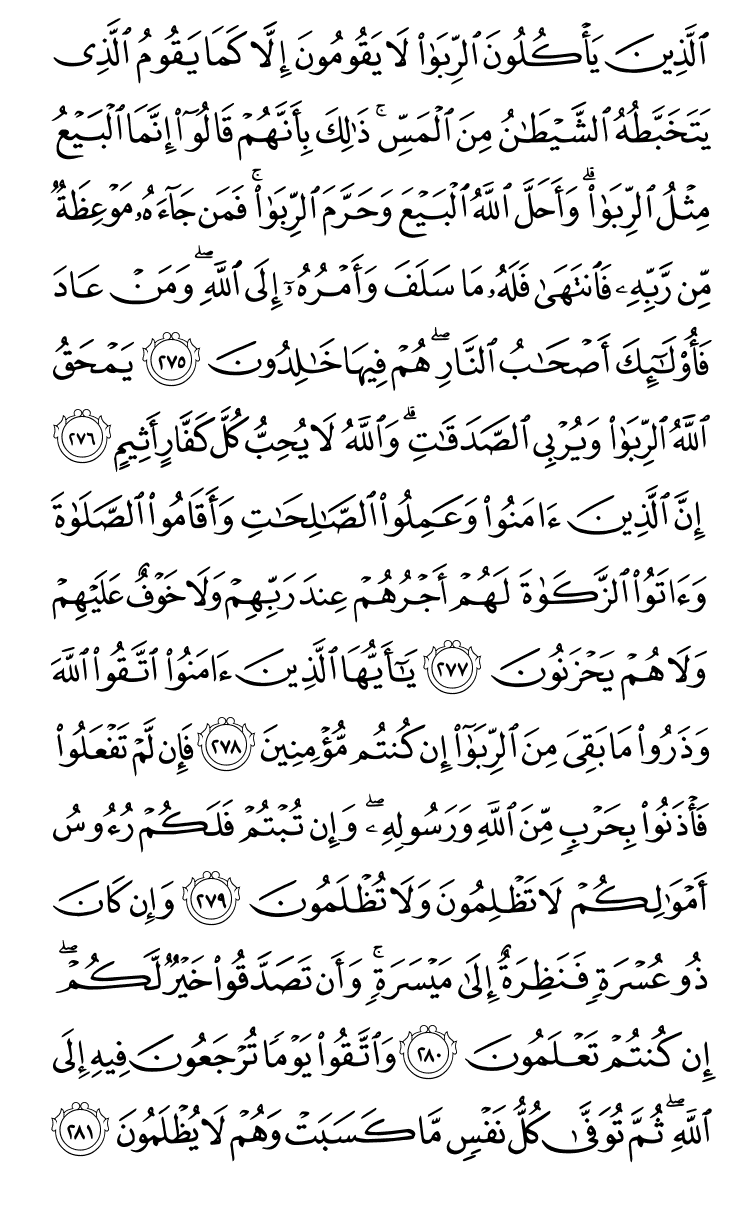 ٱلَّذِينَ يَأۡكُلُونَ ٱلرِّبَوٰاْ لَا يَقُومُونَ إِلَّا كَمَا يَقُومُ ٱلَّذِي
يَتَخَبَّطُهُ ٱلشَّيۡطَٰنُ مِنَ ٱلۡمَسِّۚ ذَٰلِكَ بِأَنَّهُمۡ قَالُوٓاْ إِنَّمَا ٱلۡبَيۡعُ
مِثۡلُ ٱلرِّبَوٰاْۗ وَأَحَلَّ ٱللَّهُ ٱلۡبَيۡعَ وَحَرَّمَ ٱلرِّبَوٰاْۚ فَمَن جَآءَهُۥ مَوۡعِظَةٞ
مِّن رَّبِّهِۦ فَٱنتَهَىٰ فَلَهُۥ مَا سَلَفَ وَأَمۡرُهُۥٓ إِلَى ٱللَّهِۖ وَمَنۡ عَادَ
فَأُوْلَٰٓئِكَ أَصۡحَٰبُ ٱلنَّارِۖ هُمۡ فِيهَا خَٰلِدُونَ ٢٧٥ يَمۡحَقُ
ٱللَّهُ ٱلرِّبَوٰاْ وَيُرۡبِي ٱلصَّدَقَٰتِۗ وَٱللَّهُ لَا يُحِبُّ كُلَّ كَفَّارٍ أَثِيمٍ ٢٧٦
إِنَّ ٱلَّذِينَ ءَامَنُواْ وَعَمِلُواْ ٱلصَّٰلِحَٰتِ وَأَقَامُواْ ٱلصَّلَوٰةَ
وَءَاتَوُاْ ٱلزَّكَوٰةَ لَهُمۡ أَجۡرُهُمۡ عِندَ رَبِّهِمۡ وَلَا خَوۡفٌ عَلَيۡهِمۡ
وَلَا هُمۡ يَحۡزَنُونَ ٢٧٧ يَٰٓأَيُّهَا ٱلَّذِينَ ءَامَنُواْ ٱتَّقُواْ ٱللَّهَ
وَذَرُواْ مَا بَقِيَ مِنَ ٱلرِّبَوٰٓاْ إِن كُنتُم مُّؤۡمِنِينَ ٢٧٨ فَإِن لَّمۡ تَفۡعَلُواْ
فَأۡذَنُواْ بِحَرۡبٖ مِّنَ ٱللَّهِ وَرَسُولِهِۦۖ وَإِن تُبۡتُمۡ فَلَكُمۡ رُءُوسُ
أَمۡوَٰلِكُمۡ لَا تَظۡلِمُونَ وَلَا تُظۡلَمُونَ ٢٧٩ وَإِن كَانَ
ذُو عُسۡرَةٖ فَنَظِرَةٌ إِلَىٰ مَيۡسَرَةٖۚ وَأَن تَصَدَّقُواْ خَيۡرٞ لَّكُمۡۖ
إِن كُنتُمۡ تَعۡلَمُونَ ٢٨٠ وَٱتَّقُواْ يَوۡمٗا تُرۡجَعُونَ فِيهِ إِلَى
ٱللَّهِۖ ثُمَّ تُوَفَّىٰ كُلُّ نَفۡسٖ مَّا كَسَبَتۡ وَهُمۡ لَا يُظۡلَمُونَ ٢٨١